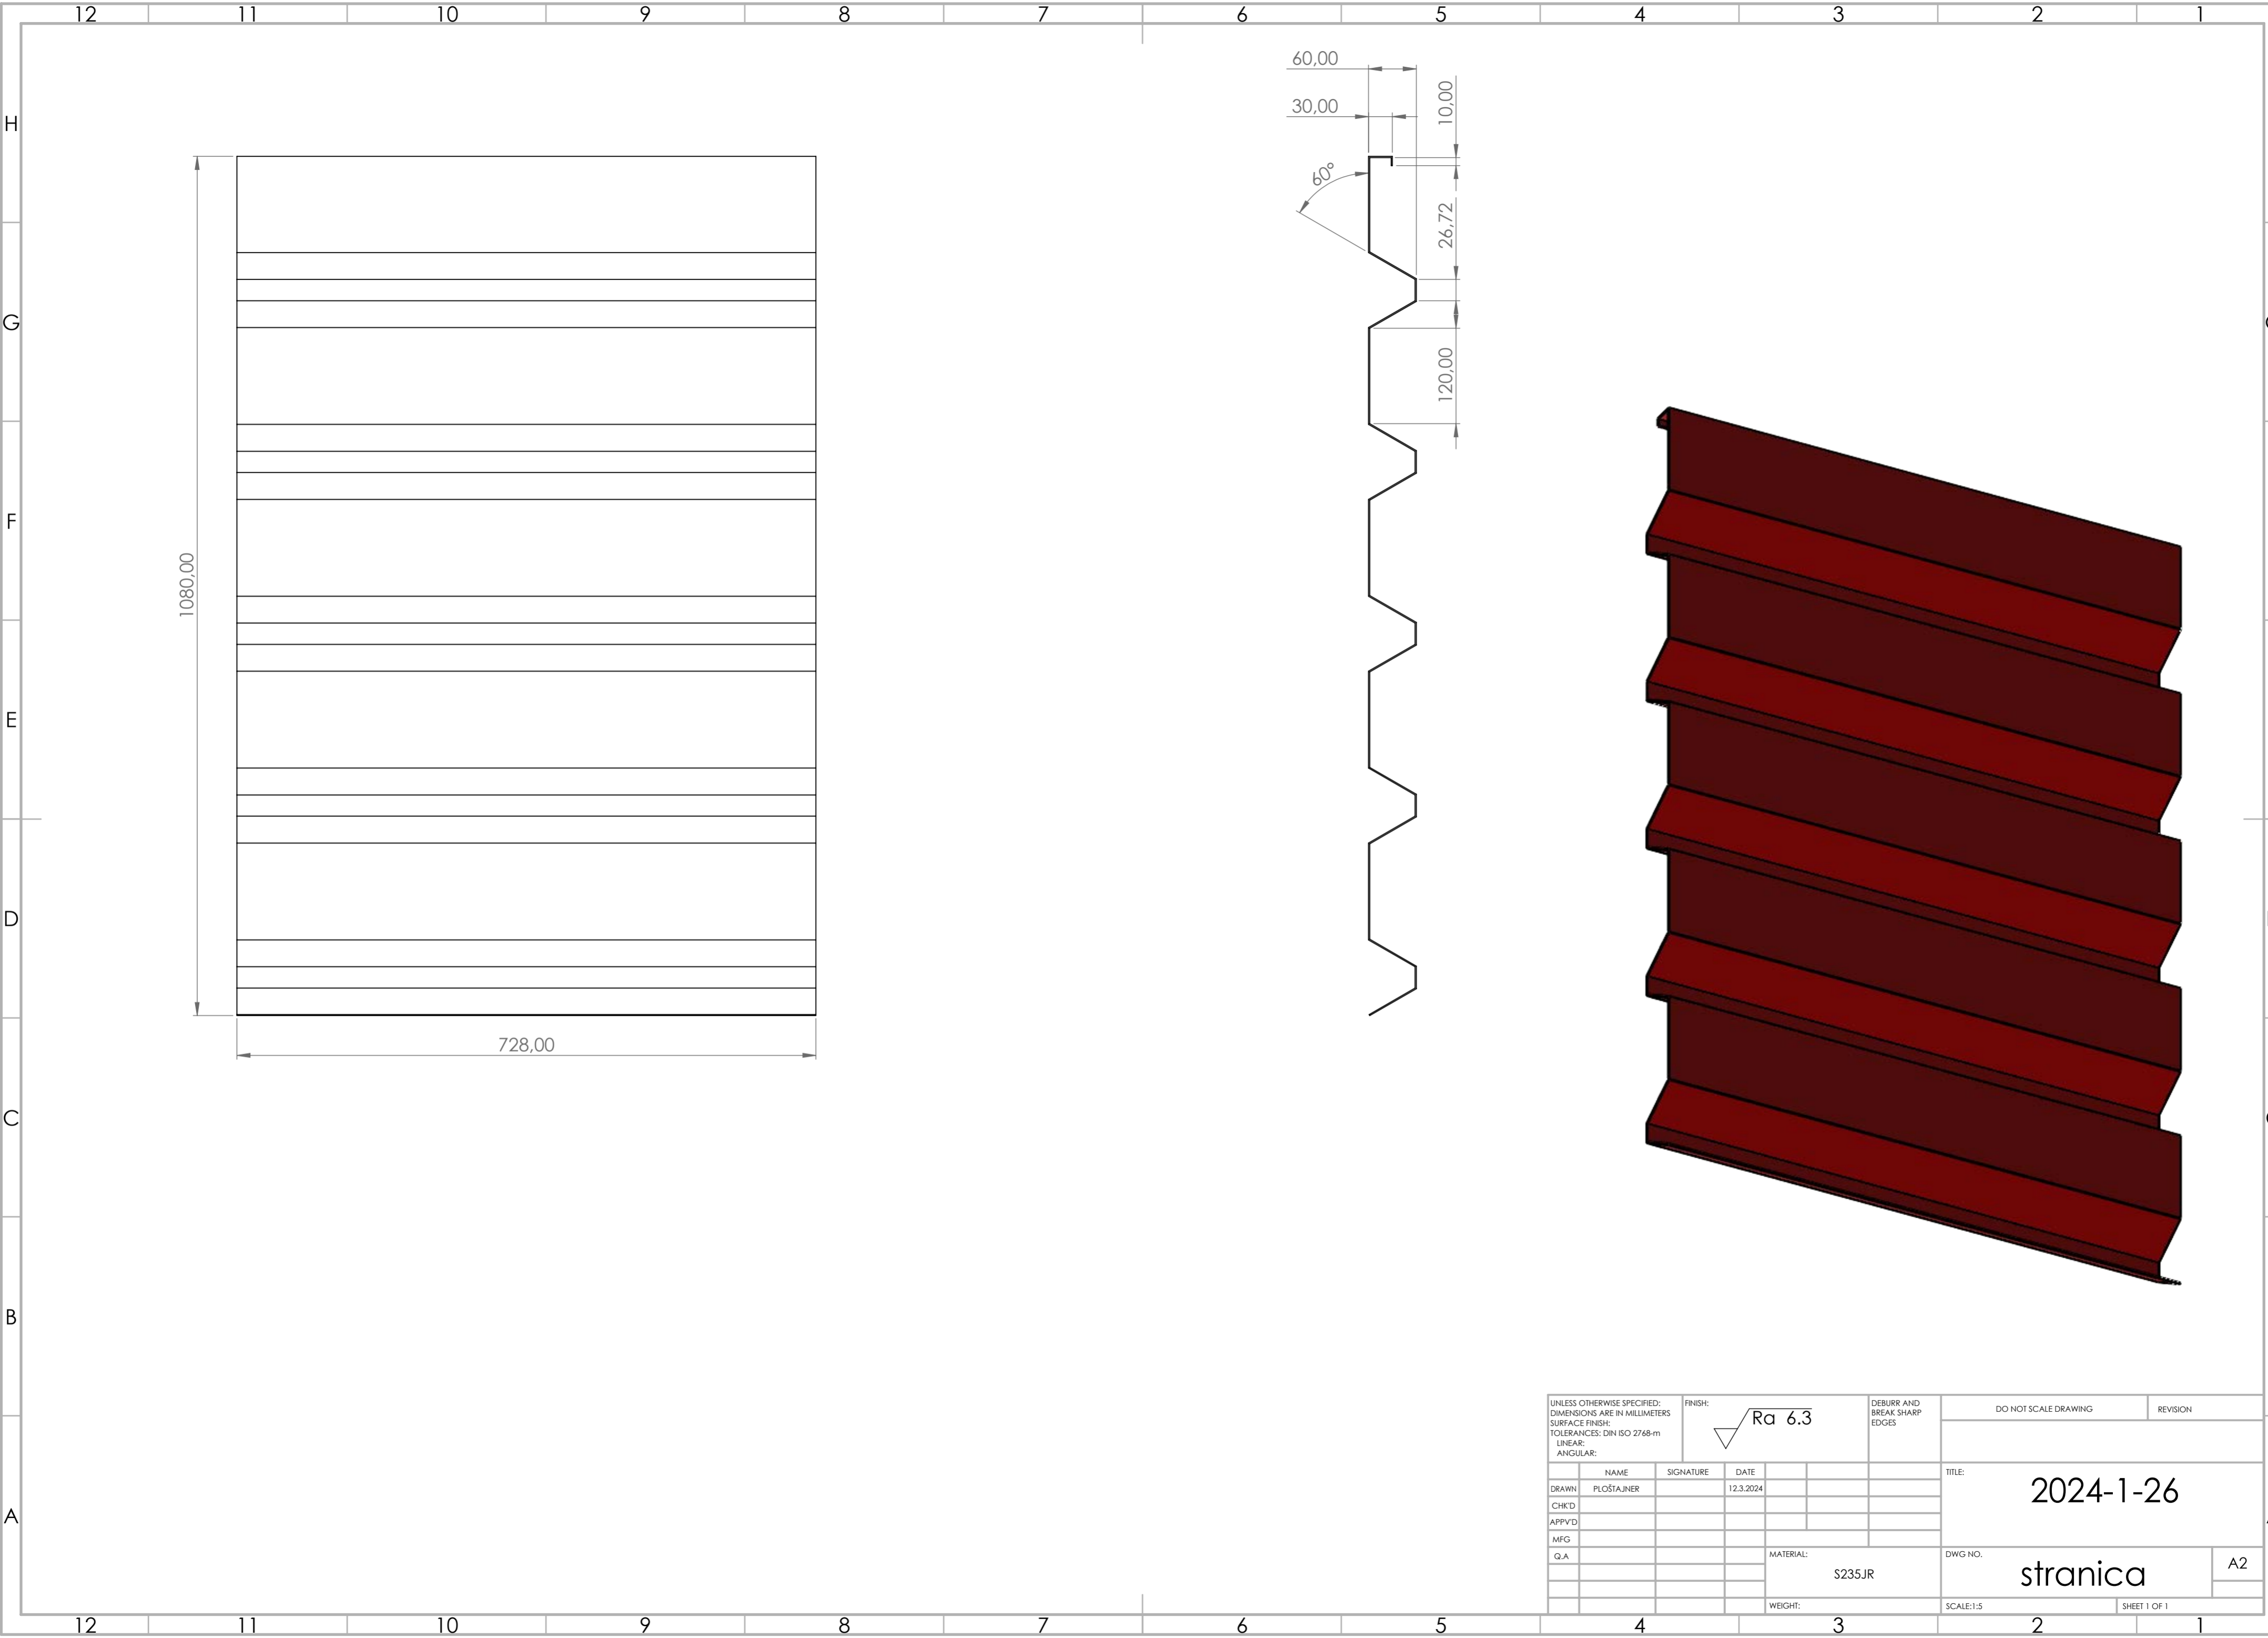 12 11 10 9 8 7 6 5 4 3 2 1
H
G
F
E
D
C
B
A
1080,00
728,00
60,00
30,00
10,00
60°
26,72
120,00
UNLESS OTHERWISE SPECIFIED:
DIMENSIONS ARE IN MILLIMETERS
SURFACE FINISH:
TOLERANCES: DIN ISO 2768-m
LINEAR:
ANGULAR:
FINISH:
Ra 6.3
DEBURR AND
BREAK SHARP
EDGES
DO NOT SCALE DRAWING
REVISION
NAME SIGNATURE DATE
DRAWN PLOŠTAJNER 12.3.2024
CHK'D
APPV'D
MFG
Q.A
TITLE:
2024-1-26
MATERIAL:
S235JR
DWG NO.
stranica
A2
WEIGHT:
SCALE:1:5
SHEET 1 OF 1
12 11 10 9 8 7 6 5 4 3 2 1